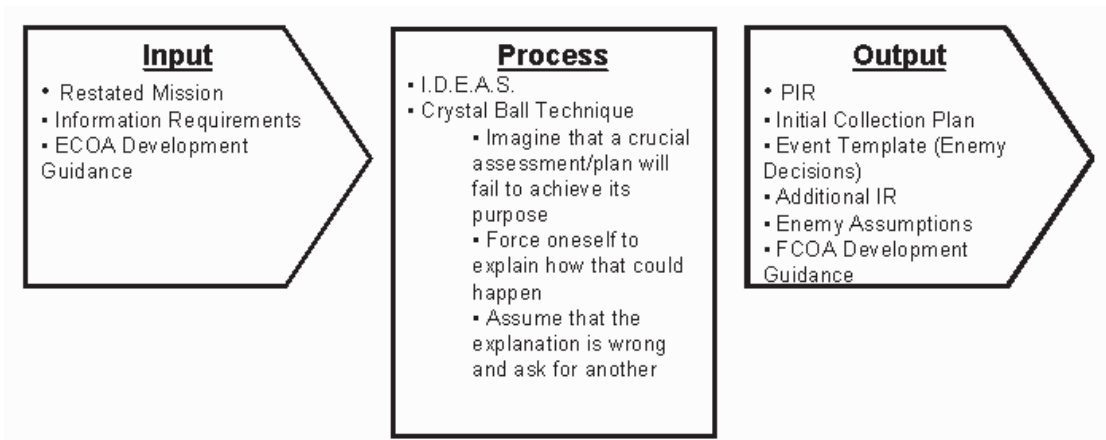 Input
• Restated Mission
▪ Information Requirements
▪ ECOA Development
Guidance
Process
▪ I.D.E.A.S.
▪ Crystal Ball Technique
▪ Imagine that a crucial
assessment/plan will
fail to achieve its
purpose
▪ Force oneself to
explain how that could
happen
▪ Assume that the
explanation is wrong
and ask for another
Output
• PIR
▪ Initial Collection Plan
▪ Event Template (Enemy
Decisions)
▪ Additional IR
▪ Enemy Assumptions
▪ FCOA Development
Guidance